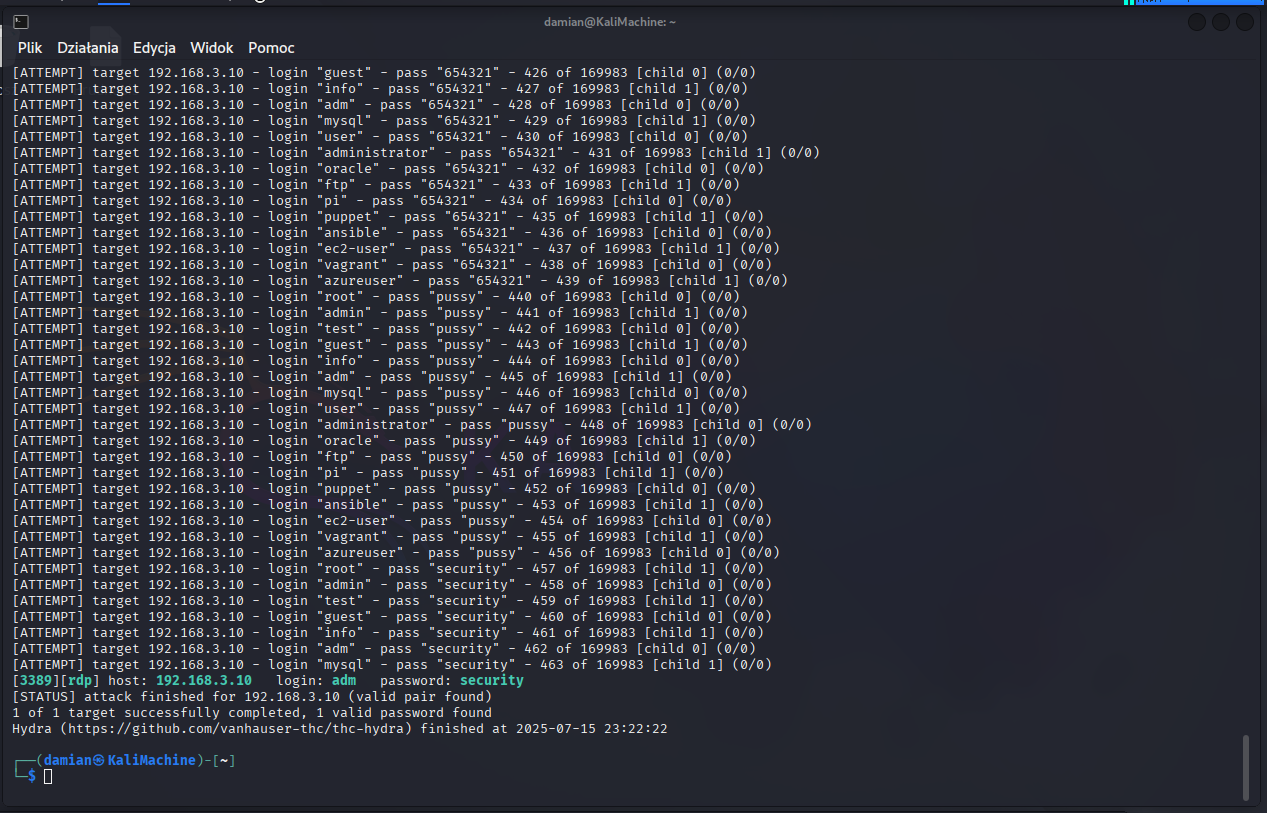 damian@KaliMachine: ~
Plik Działania Edycja Widok Pomoc
[ATTEMPT] target 192.168.3.10 - login "guest" - pass "654321" - 426 of 169983 [child 0] (0/0)
[ATTEMPT] target 192.168.3.10 - login "info" - pass "654321" - 427 of 169983 [child 1] (0/0)
[ATTEMPT] target 192.168.3.10 - login "adm" - pass "654321" - 428 of 169983 [child 0] (0/0)
[ATTEMPT] target 192.168.3.10 - login "mysql" - pass "654321" - 429 of 169983 [child 1] (0/0)
[ATTEMPT] target 192.168.3.10 - login "user" - pass "654321" - 430 of 169983 [child 0] (0/0)
[ATTEMPT] target 192.168.3.10 - login "administrator" - pass "654321" - 431 of 169983 [child 1] (0/0)
[ATTEMPT] target 192.168.3.10 - login "oracle" - pass "654321" - 432 of 169983 [child 0] (0/0)
[ATTEMPT] target 192.168.3.10 - login "ftp" - pass "654321" - 433 of 169983 [child 1] (0/0)
[ATTEMPT] target 192.168.3.10 - login "pi" - pass "654321" - 434 of 169983 [child 0] (0/0)
[ATTEMPT] target 192.168.3.10 - login "puppet" - pass "654321" - 435 of 169983 [child 1] (0/0)
[ATTEMPT] target 192.168.3.10 - login "ansible" - pass "654321" - 436 of 169983 [child 0] (0/0)
[ATTEMPT] target 192.168.3.10 - login "ec2-user" - pass "654321" - 437 of 169983 [child 1] (0/0)
[ATTEMPT] target 192.168.3.10 - login "vagrant" - pass "654321" - 438 of 169983 [child 0] (0/0)
[ATTEMPT] target 192.168.3.10 - login "azureuser" - pass "654321" - 439 of 169983 [child 1] (0/0)
[ATTEMPT] target 192.168.3.10 - login "root" - pass "pussy" - 440 of 169983 [child 0] (0/0)
[ATTEMPT] target 192.168.3.10 - login "admin" - pass "pussy" - 441 of 169983 [child 1] (0/0)
[ATTEMPT] target 192.168.3.10 - login "test" - pass "pussy" - 442 of 169983 [child 0] (0/0)
[ATTEMPT] target 192.168.3.10 - login "guest" - pass "pussy" - 443 of 169983 [child 1] (0/0)
[ATTEMPT] target 192.168.3.10 - login "info" - pass "pussy" - 444 of 169983 [child 0] (0/0)
[ATTEMPT] target 192.168.3.10 - login "adm" - pass "pussy" - 445 of 169983 [child 1] (0/0)
[ATTEMPT] target 192.168.3.10 - login "mysql" - pass "pussy" - 446 of 169983 [child 0] (0/0)
[ATTEMPT] target 192.168.3.10 - login "user" - pass "pussy" - 447 of 169983 [child 1] (0/0)
[ATTEMPT] target 192.168.3.10 - login "administrator" - pass "pussy" - 448 of 169983 [child 0] (0/0)
[ATTEMPT] target 192.168.3.10 - login "oracle" - pass "pussy" - 449 of 169983 [child 1] (0/0)
[ATTEMPT] target 192.168.3.10 - login "ftp" - pass "pussy" - 450 of 169983 [child 0] (0/0)
[ATTEMPT] target 192.168.3.10 - login "pi" - pass "pussy" - 451 of 169983 [child 1] (0/0)
[ATTEMPT] target 192.168.3.10 - login "puppet" - pass "pussy" - 452 of 169983 [child 0] (0/0)
[ATTEMPT] target 192.168.3.10 - login "ansible" - pass "pussy" - 453 of 169983 [child 1] (0/0)
[ATTEMPT] target 192.168.3.10 - login "ec2-user" - pass "pussy" - 454 of 169983 [child 0] (0/0)
[ATTEMPT] target 192.168.3.10 - login "vagrant" - pass "pussy" - 455 of 169983 [child 1] (0/0)
[ATTEMPT] target 192.168.3.10 - login "azureuser" - pass "pussy" - 456 of 169983 [child 0] (0/0)
[ATTEMPT] target 192.168.3.10 - login "root" - pass "security" - 457 of 169983 [child 1] (0/0)
[ATTEMPT] target 192.168.3.10 - login "admin" - pass "security" - 458 of 169983 [child 0] (0/0)
[ATTEMPT] target 192.168.3.10 - login "test" - pass "security" - 459 of 169983 [child 1] (0/0)
[ATTEMPT] target 192.168.3.10 - login "guest" - pass "security" - 460 of 169983 [child 0] (0/0)
[ATTEMPT] target 192.168.3.10 - login "info" - pass "security" - 461 of 169983 [child 1] (0/0)
[ATTEMPT] target 192.168.3.10 - login "adm" - pass "security" - 462 of 169983 [child 0] (0/0)
[ATTEMPT] target 192.168.3.10 - login "mysql" - pass "security" - 463 of 169983 [child 1] (0/0)
[3389][rdp] host: 192.168.3.10 login: adm password: security
[STATUS] attack finished for 192.168.3.10 (valid pair found)
1 of 1 target successfully completed, 1 valid password found
Hydra (https://github.com/vanhauser-thc/thc-hydra) finished at 2025-07-15 23:22:22
┌──(damian㉿KaliMachine)-[~]
└─$